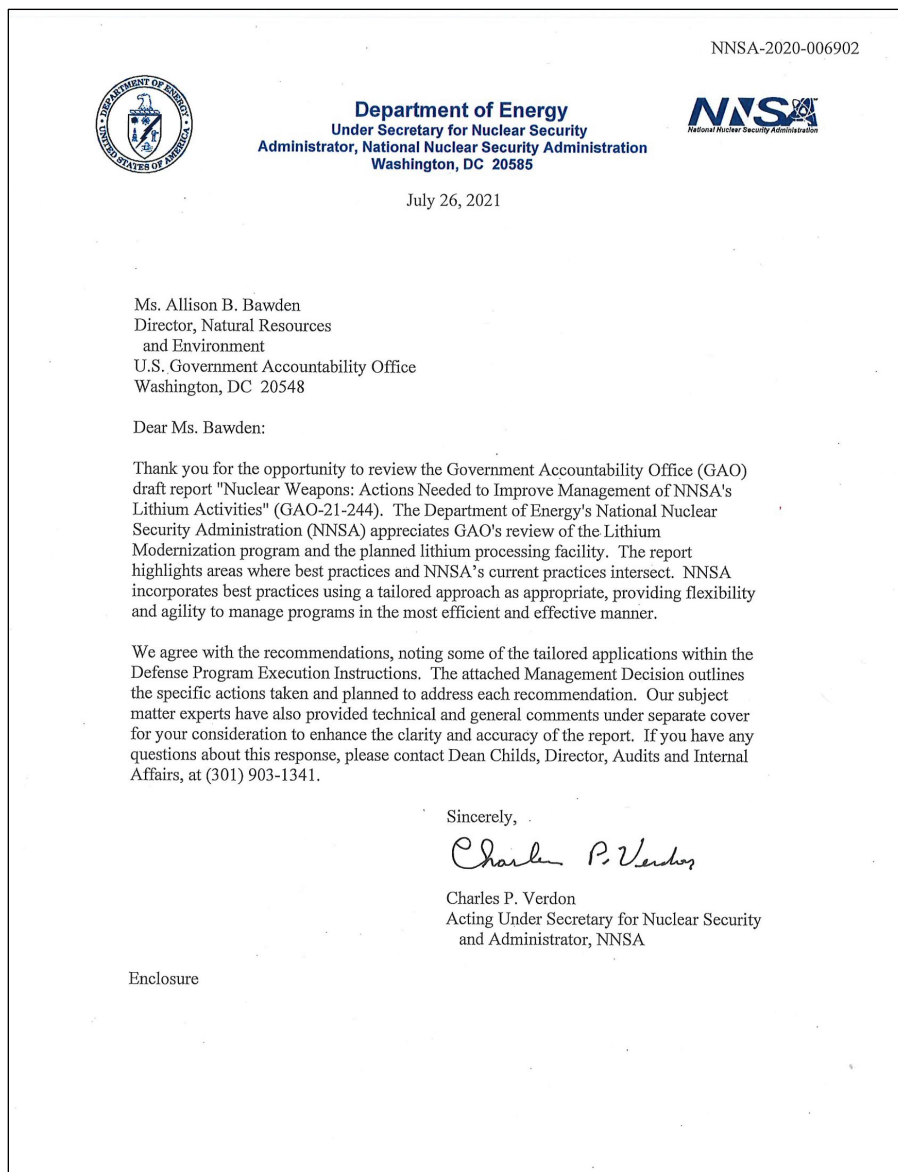 NNSA-2020-006902
DEPARTMENT OF ENERGY
UNITED STATES OF AMERICA
Department of Energy
Under Secretary for Nuclear Security
Administrator, National Nuclear Security Administration
Washington, DC 20585
NNSA
National Nuclear Security Administration
July 26, 2021
Ms. Allison B. Bawden
Director, Natural Resources
and Environment
U.S. Government Accountability Office
Washington, DC 20548
Dear Ms. Bawden:
Thank you for the opportunity to review the Government Accountability Office (GAO)
draft report "Nuclear Weapons: Actions Needed to Improve Management of NNSA's
Lithium Activities" (GAO-21-244). The Department of Energy's National Nuclear
Security Administration (NNSA) appreciates GAO's review of the Lithium
Modernization program and the planned lithium processing facility. The report
highlights areas where best practices and NNSA's current practices intersect. NNSA
incorporates best practices using a tailored approach as appropriate, providing flexibility
and agility to manage programs in the most efficient and effective manner.
We agree with the recommendations, noting some of the tailored applications within the
Defense Program Execution Instructions. The attached Management Decision outlines
the specific actions taken and planned to address each recommendation. Our subject
matter experts have also provided technical and general comments under separate cover
for your consideration to enhance the clarity and accuracy of the report. If you have any
questions about this response, please contact Dean Childs, Director, Audits and Internal
Affairs, at (301) 903-1341.
Sincerely,
Charles P. Verdon
Charles P. Verdon
Acting Under Secretary for Nuclear Security
and Administrator, NNSA
Enclosure